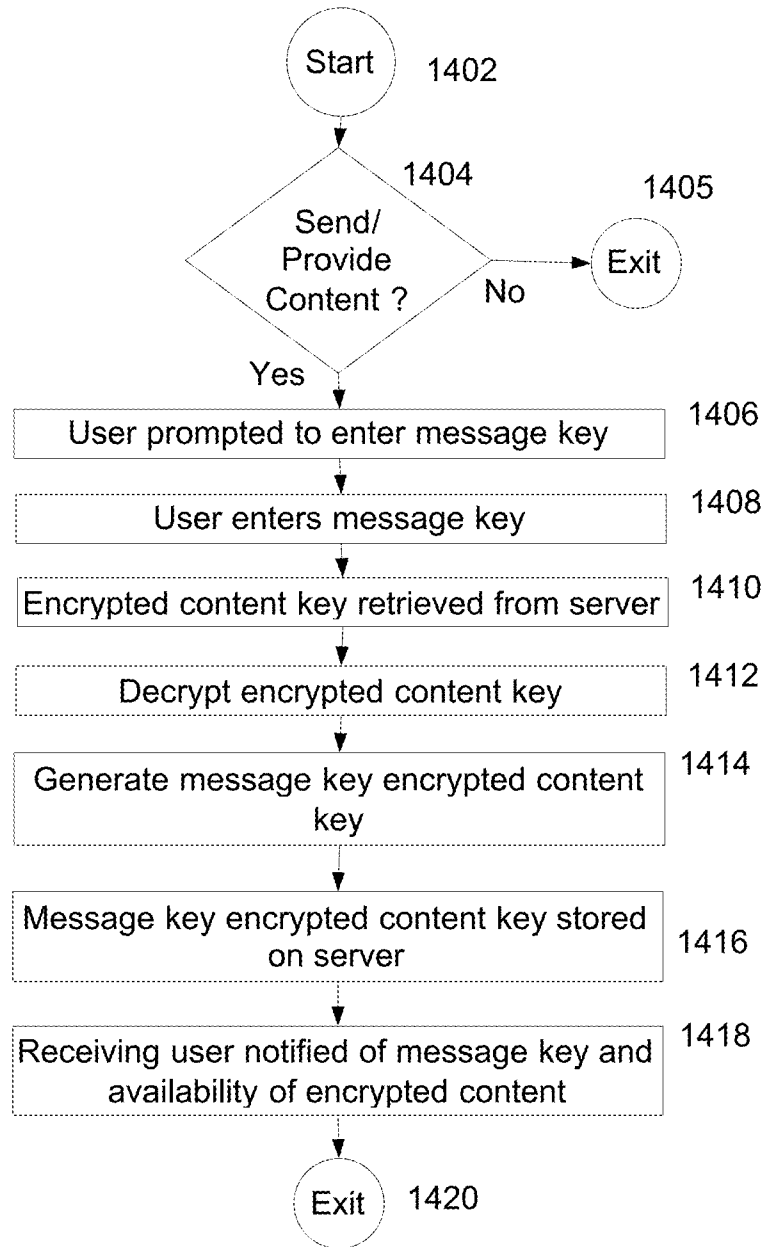 Start
1402
1404
1405
Send/
Provide
Content ?
Exit
No
Yes
1406
User prompted to enter message key
1408
User enters message key
1410
Encrypted content key retrieved from server
1412
Decrypt encrypted content key
1414
Generate message key encrypted content
key
Message key encrypted content key stored
on server
1416
1418
Receiving user notified of message key and
availability of encrypted content
Exit
1420